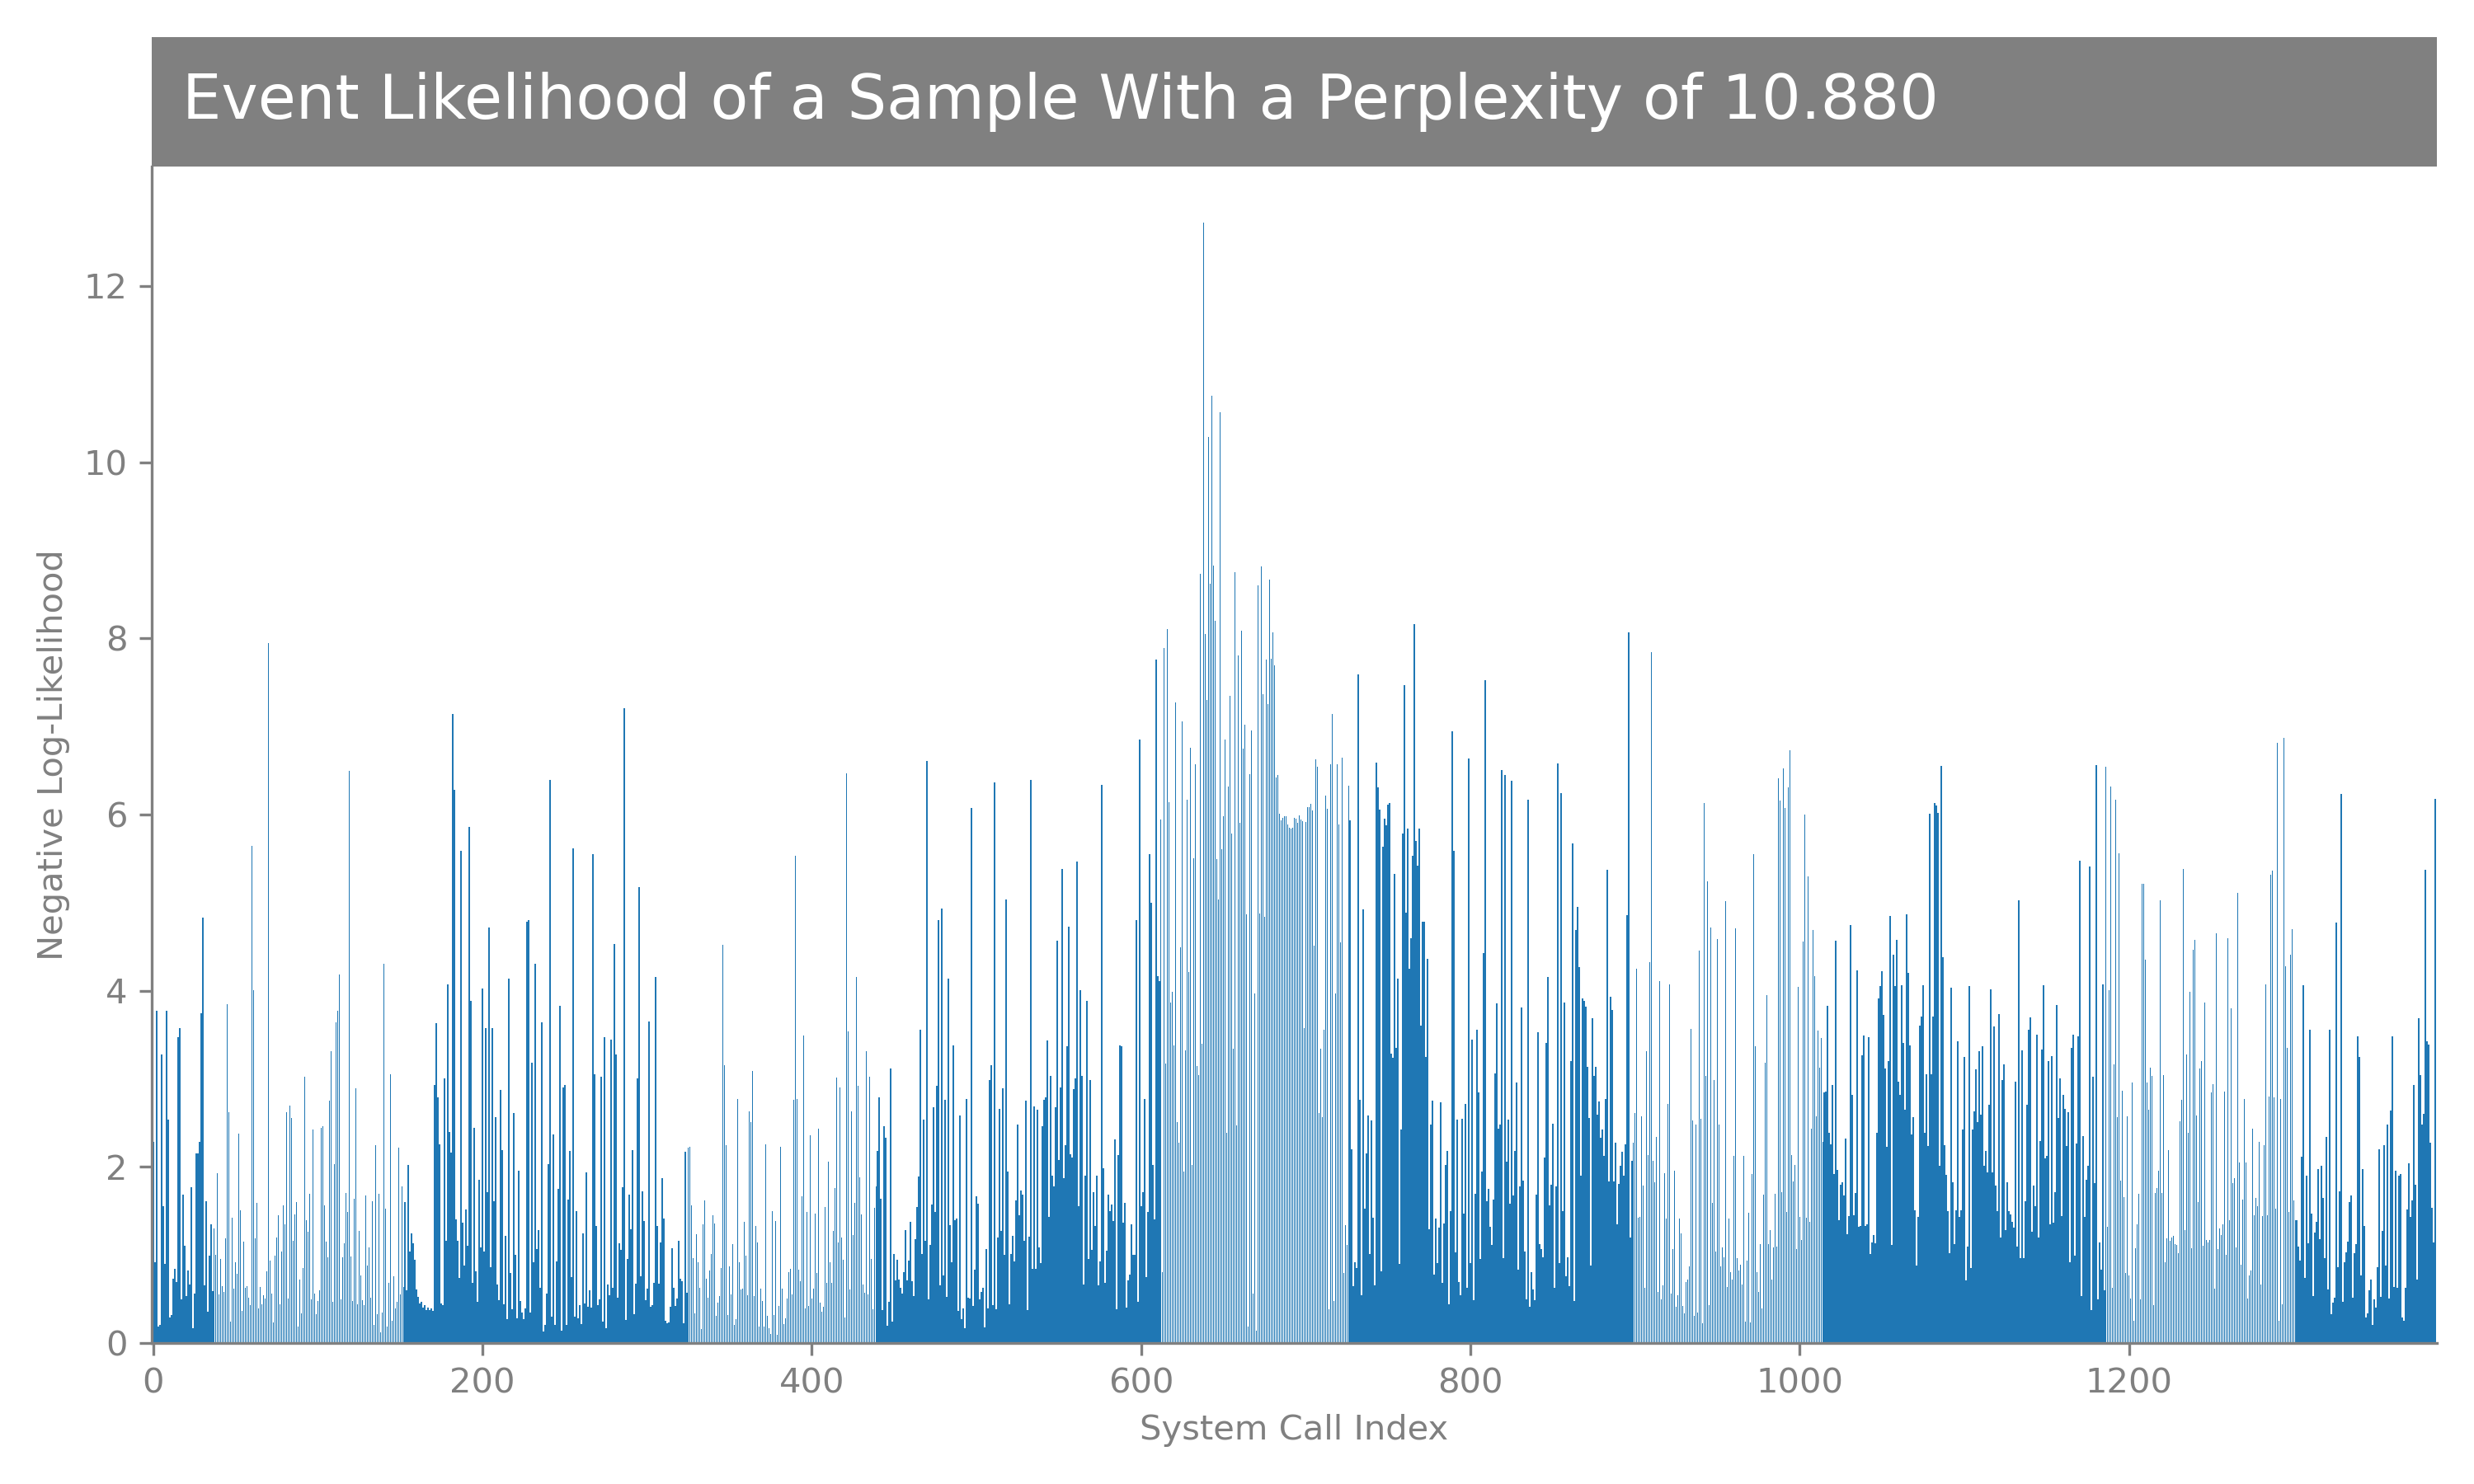 Event Likelihood of a Sample With a Perplexity of 10.880
12
10
8
6
4
2
0
Negative Log-Likelihood
0 200 400 600 800 1000 1200
System Call Index